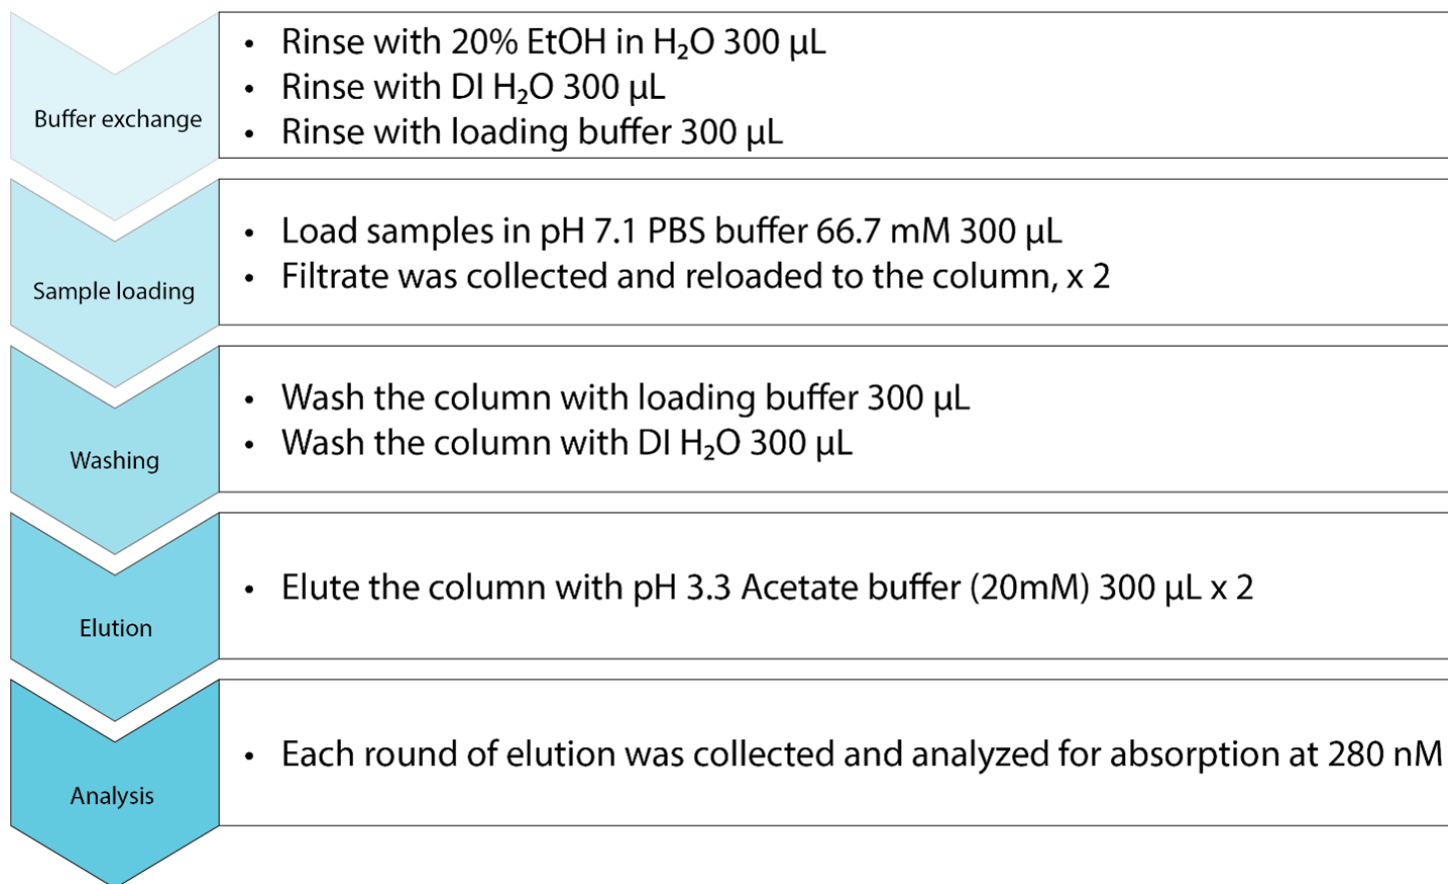 Buffer exchange
• Rinse with 20% EtOH in H₂O 300 µL
• Rinse with DI H₂O 300 µL
• Rinse with loading buffer 300 µL
Sample loading
• Load samples in pH 7.1 PBS buffer 66.7 mM 300 µL
• Filtrate was collected and reloaded to the column, x 2
Washing
• Wash the column with loading buffer 300 µL
• Wash the column with DI H₂O 300 µL
Elution
• Elute the column with pH 3.3 Acetate buffer (20mM) 300 µL x 2
Analysis
• Each round of elution was collected and analyzed for absorption at 280 nM